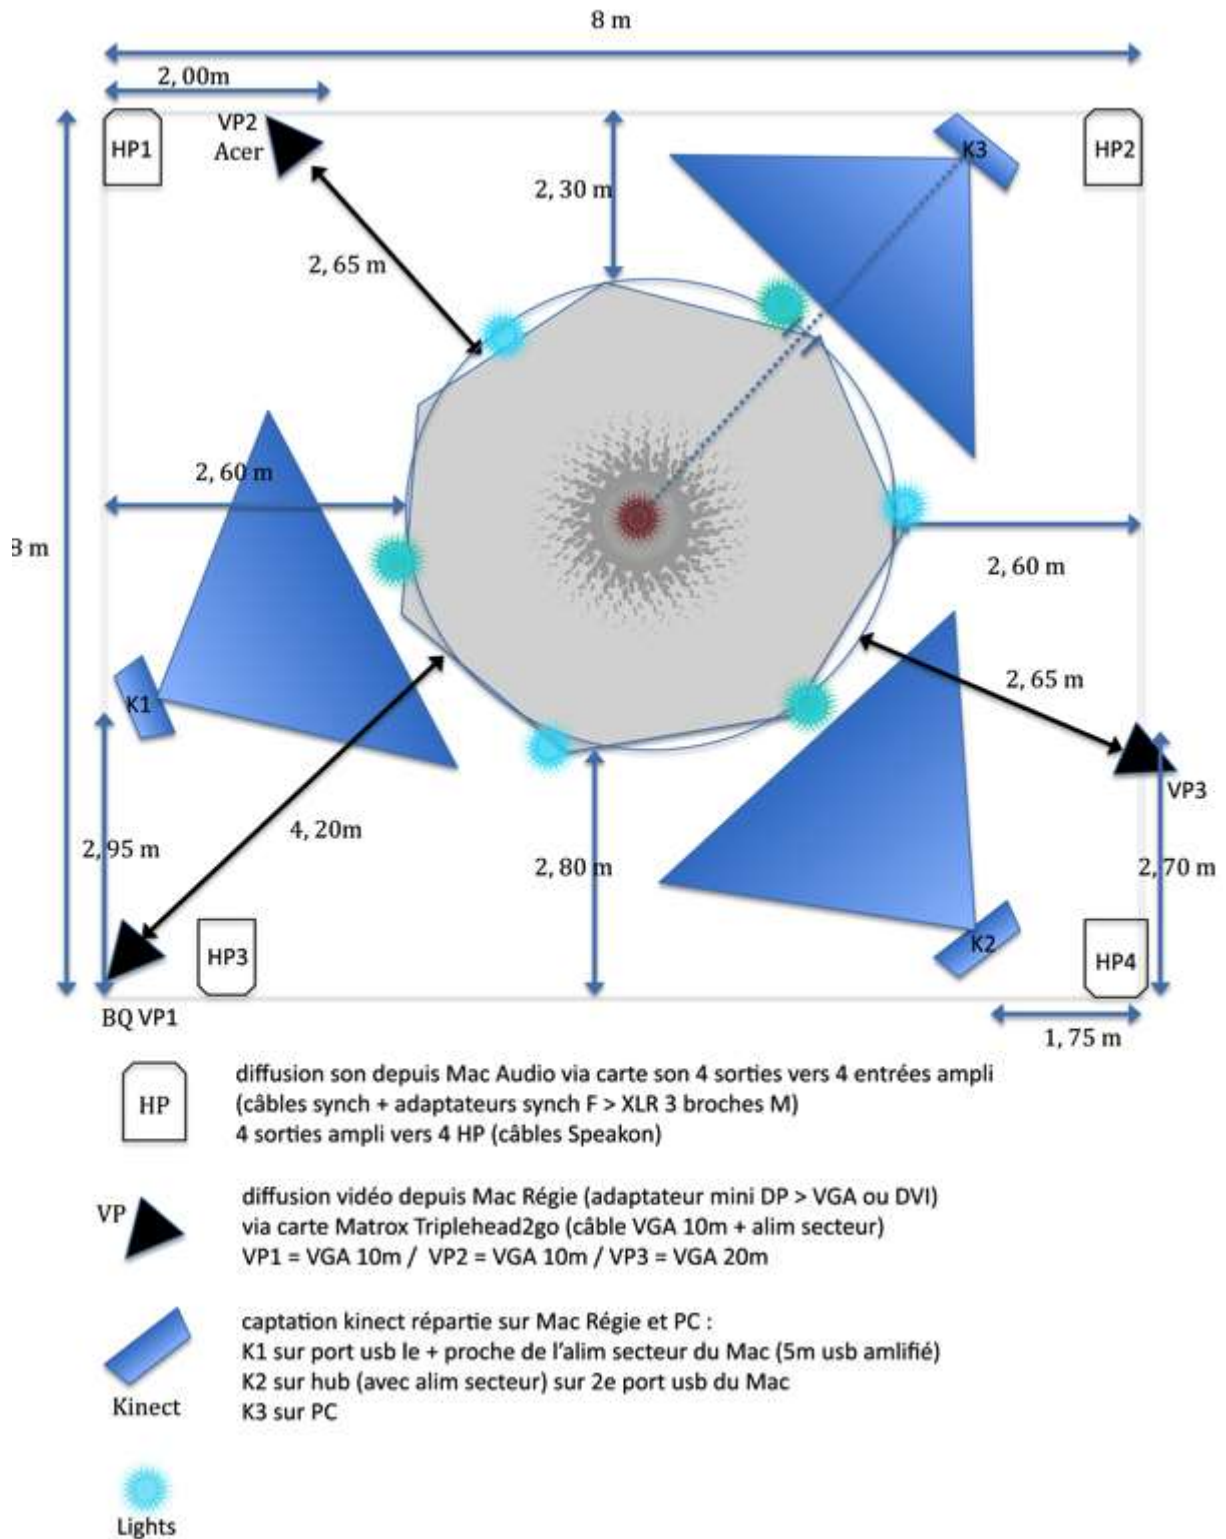 8 m
2, 00m
HP1
VP2
Acer
K3
HP2
2, 30 m
2, 65 m
2, 60 m
8 m
2, 60 m
K1
2, 65 m
VP3
4, 20m
2, 95 m
2, 80 m
2, 70 m
HP3
K2
HP4
BQ VP1
1, 75 m
HP
diffusion son depuis Mac Audio via carte son 4 sorties vers 4 entrées ampli
(câbles synch + adaptateurs synch F > XLR 3 broches M)
4 sorties ampli vers 4 HP (câbles Speakon)
VP
diffusion vidéo depuis Mac Régie (adaptateur mini DP > VGA ou DVI)
via carte Matrox Triplehead2go (câble VGA 10m + alim secteur)
VP1 = VGA 10m / VP2 = VGA 10m / VP3 = VGA 20m
captation kinect répartie sur Mac Régie et PC :
K1 sur port usb le + proche de l'alim secteur du Mac (5m usb amlifié)
K2 sur hub (avec alim secteur) sur 2e port usb du Mac
K3 sur PC
Kinect
Lights